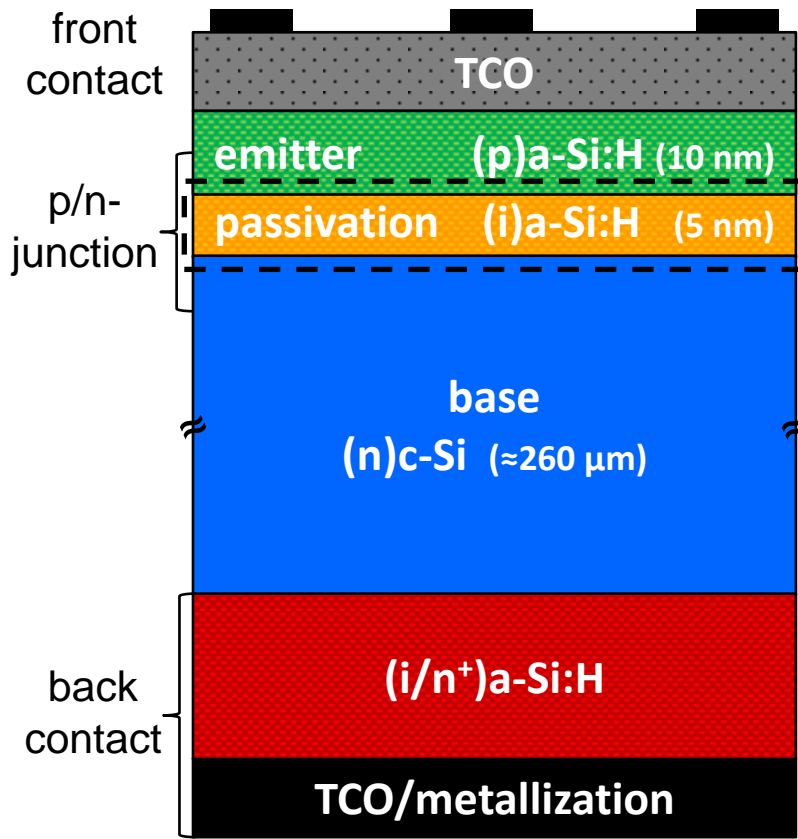 front
contact
TCO
emitter (p)a-Si:H (10 nm)
p/n-
junction
passivation (i)a-Si:H (5 nm)
base
(n)c-Si (≈260 µm)
(i/n⁺)a-Si:H
back
contact
TCO/metallization